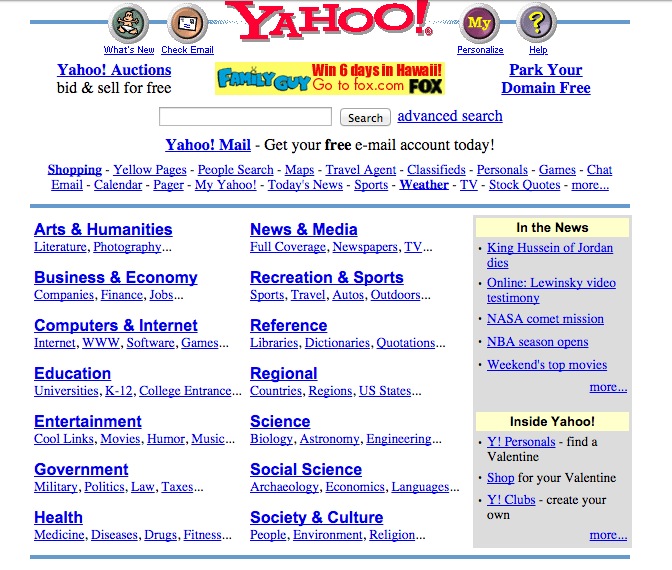 YAHOO!
What's New Check Email
My
Personalize
?
Help
Yahoo! Auctions
bid & sell for free
FAMILY GUY Win 6 days in Hawaii!
Go to fox.com FOX
Park Your
Domain Free
Search advanced search
Yahoo! Mail - Get your free e-mail account today!
Shopping - Yellow Pages - People Search - Maps - Travel Agent - Classifieds - Personals - Games - Chat
Email - Calendar - Pager - My Yahoo! - Today's News - Sports - Weather - TV - Stock Quotes - more...
Arts & Humanities
Literature, Photography...
Business & Economy
Companies, Finance, Jobs...
Computers & Internet
Internet, WWW, Software, Games...
Education
Universities, K-12, College Entrance...
Entertainment
Cool Links, Movies, Humor, Music...
Government
Military, Politics, Law, Taxes...
Health
Medicine, Diseases, Drugs, Fitness...
News & Media
Full Coverage, Newspapers, TV...
Recreation & Sports
Sports, Travel, Autos, Outdoors...
Reference
Libraries, Dictionaries, Quotations...
Regional
Countries, Regions, US States...
Science
Biology, Astronomy, Engineering...
Social Science
Archaeology, Economics, Languages...
Society & Culture
People, Environment, Religion...
In the News
· King Hussein of Jordan
dies
· Online: Lewinsky video
testimony
· NASA comet mission
· NBA season opens
· Weekend's top movies
more...
Inside Yahoo!
· Y! Personals - find a
Valentine
· Shop for your Valentine
· Y! Clubs - create your
own
more...